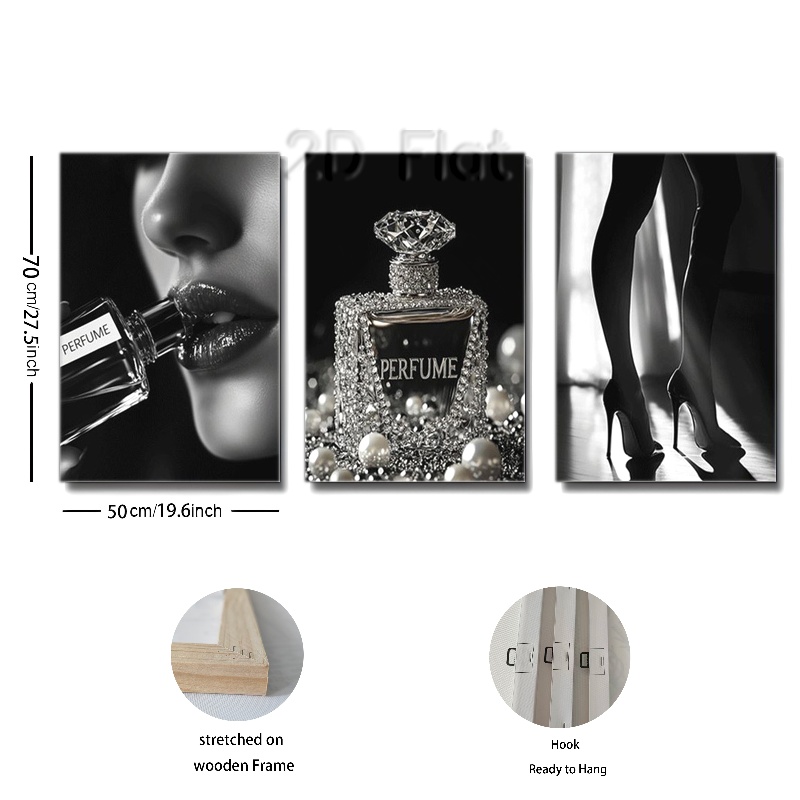 2D Flat
PERFUME
PERFUME
70cm/27.5inch
50cm/19.6inch
stretched on
wooden Frame
Hook
Ready to Hang